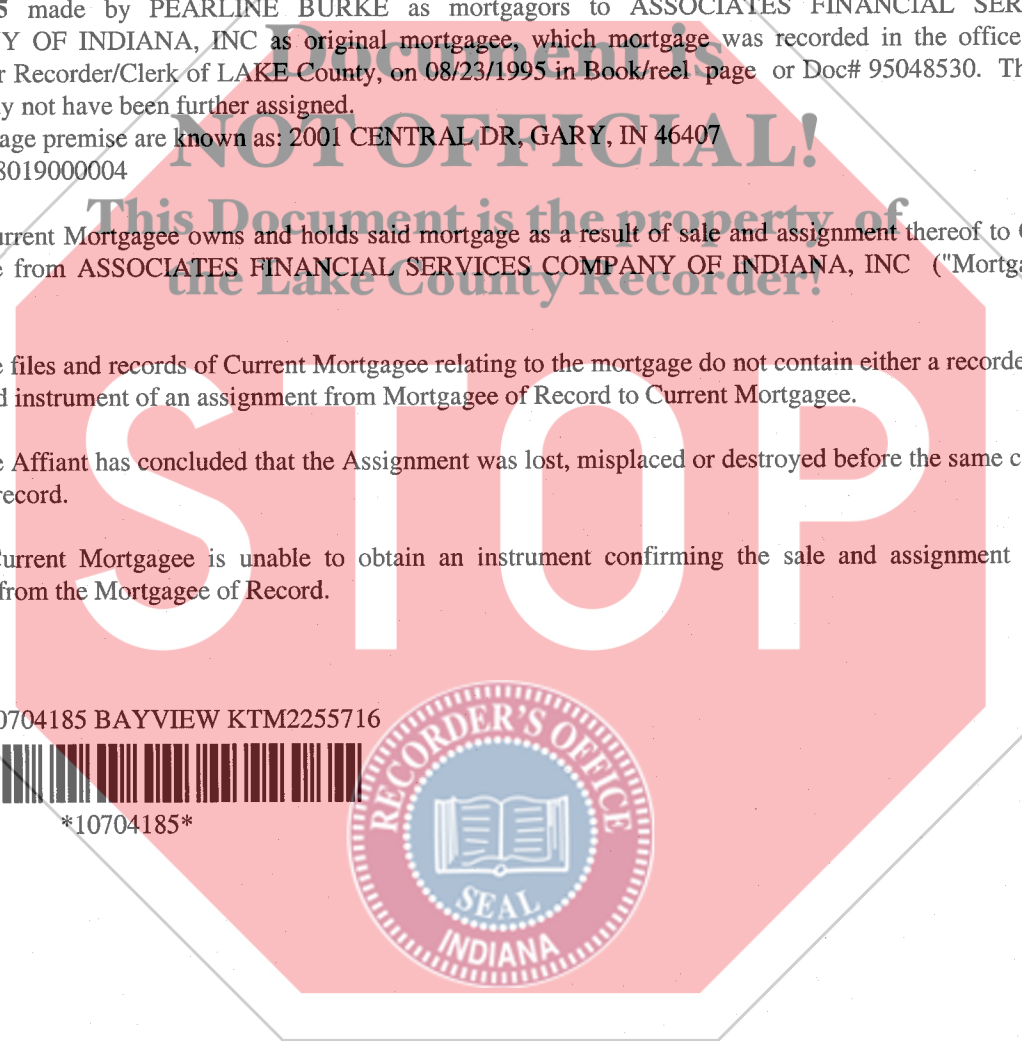 5 made by PEARLINE BURKE as mortgagors to ASSOCIATES FINANCIAL SER
Y OF INDIANA, INC as original mortgagee, which mortgage was recorded in the office
r Recorder/Clerk of LAKE County, on 08/23/1995 in Book/reel page or Doc# 95048530. Th
y not have been further assigned.
age premise are known as: 2001 CENTRAL DR, GARY, IN 46407
8019000004
Document is
NOT OFFICIAL!
This Document is the property of
the Lake County Recorder!
urrent Mortgagee owns and holds said mortgage as a result of sale and assignment thereof to C
e from ASSOCIATES FINANCIAL SERVICES COMPANY OF INDIANA, INC ("Mortga
e files and records of Current Mortgagee relating to the mortgage do not contain either a recorde
d instrument of an assignment from Mortgagee of Record to Current Mortgagee.
STOP
e Affiant has concluded that the Assignment was lost, misplaced or destroyed before the same c
record.
Current Mortgagee is unable to obtain an instrument confirming the sale and assignment
from the Mortgagee of Record.
0704185 BAYVIEW KTM2255716
*10704185*
RECORDER'S OFFICE
SEAL
INDIANA